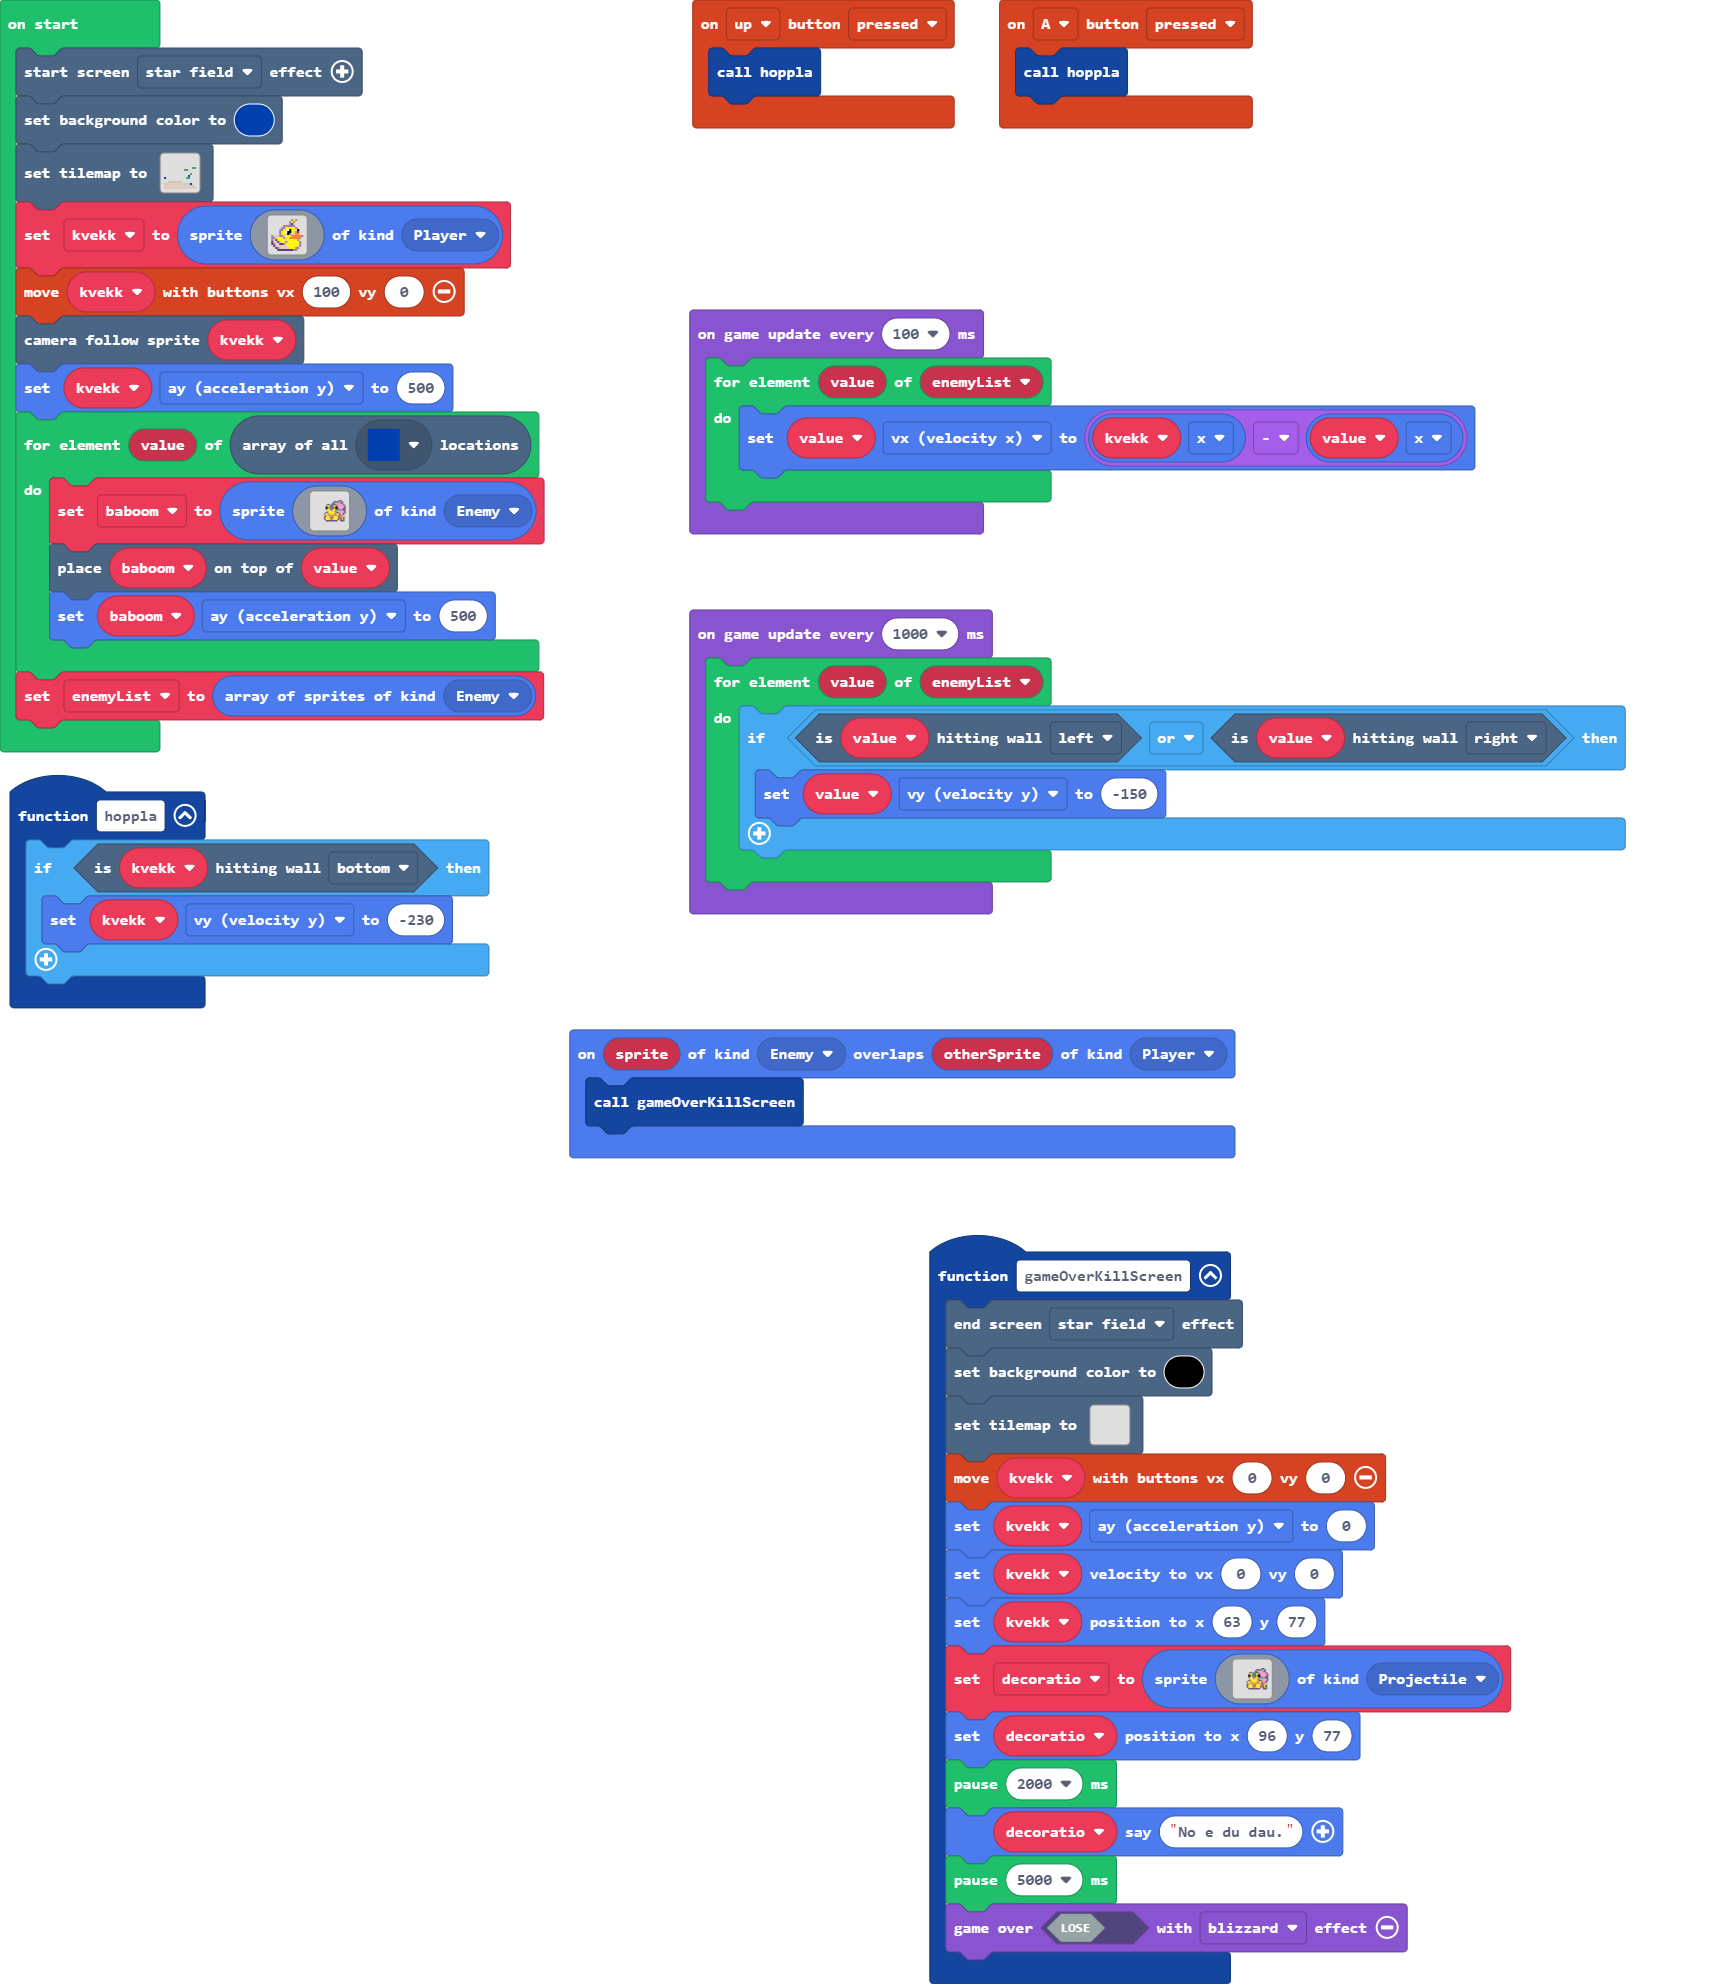 on start
start screen star field effect
set background color to
set tilemap to
set kvekk to sprite of kind Player
move kvekk with buttons vx 100 vy 0
camera follow sprite kvekk
set kvekk ay (acceleration y) to 500
for element value of array of all locations
do
set baboom to sprite of kind Enemy
place baboom on top of value
set baboom ay (acceleration y) to 500
set enemyList to array of sprites of kind Enemy
function hoppla
if is kvekk hitting wall bottom then
set kvekk vy (velocity y) to -230
on up button pressed
call hoppla
on A button pressed
call hoppla
on game update every 100 ms
for element value of enemyList
do
set value vx (velocity x) to kvekk x - value x
on game update every 1000 ms
for element value of enemyList
do
if is value hitting wall left or is value hitting wall right then
set value vy (velocity y) to -150
on sprite of kind Enemy overlaps otherSprite of kind Player
call gameOverKillScreen
function gameOverKillScreen
end screen star field effect
set background color to
set tilemap to
move kvekk with buttons vx 0 vy 0
set kvekk ay (acceleration y) to 0
set kvekk velocity to vx 0 vy 0
set kvekk position to x 63 y 77
set decoratio to sprite of kind Projectile
set decoratio position to x 96 y 77
pause 2000 ms
decoratio say "No e du dau."
pause 5000 ms
game over LOSE with blizzard effect